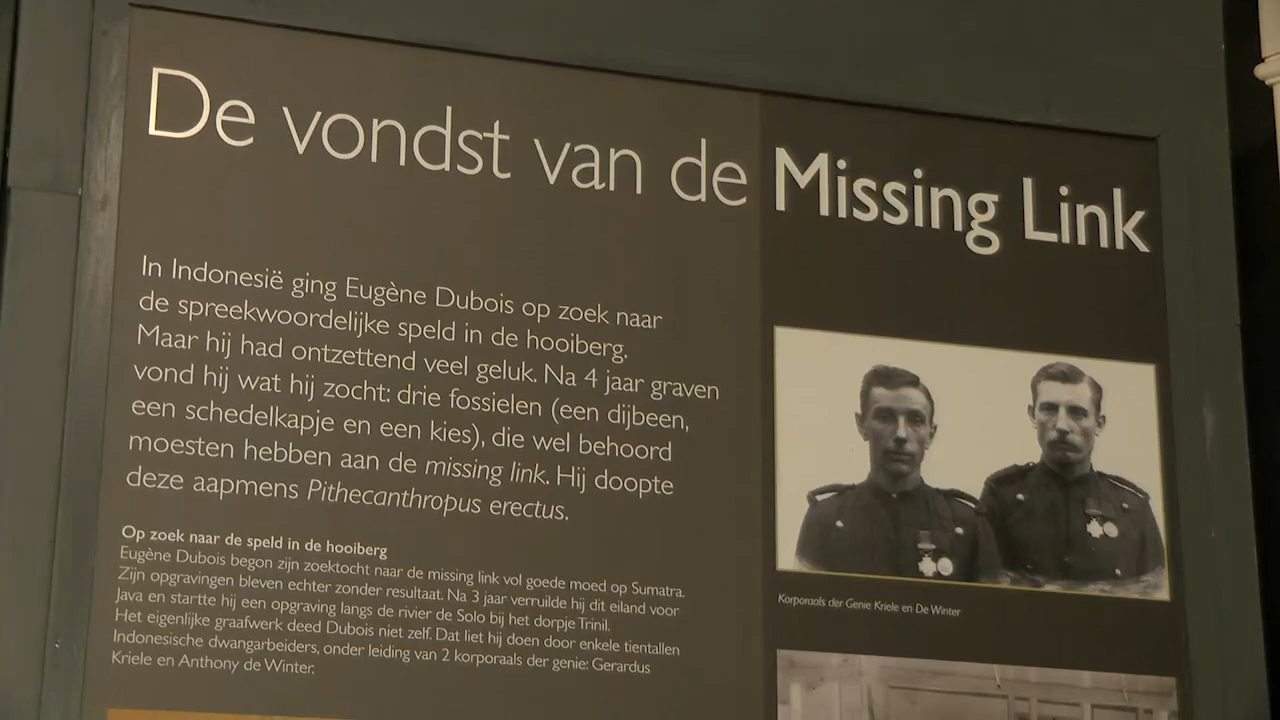 De vondst van de Missing Link
In Indonesië ging Eugène Dubois op zoek naar
de spreekwoordelijke speld in de hooiberg.
Maar hij had ontzettend veel geluk. Na 4 jaar graven
vond hij wat hij zocht: drie fossielen (een dijbeen,
een schedelkapje en een kies), die wel behoord
moesten hebben aan de missing link. Hij doopte
deze aapmens Pithecanthropus erectus.
Op zoek naar de speld in de hooiberg
Eugène Dubois begon zijn zoektocht naar de missing link vol goede moed op Sumatra.
Zijn opgravingen bleven echter zonder resultaat. Na 3 jaar verruilde hij dit eiland voor
Java en startte hij een opgraving langs de rivier de Solo bij het dorpje Trinil.
Het eigenlijke graafwerk deed Dubois niet zelf. Dat liet hij doen door enkele tientallen
Indonesische dwangarbeiders, onder leiding van 2 korporaals der genie: Gerardus
Kriele en Anthony de Winter.
Korporaals der Genie Kriele en De Winter